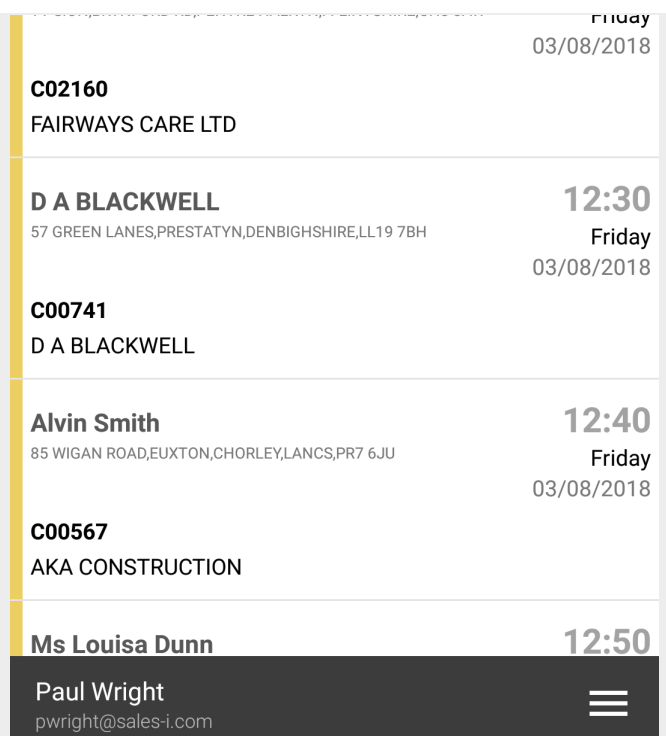 Friday
03/08/2018
C02160
FAIRWAYS CARE LTD
D A BLACKWELL
12:30
57 GREEN LANES,PRESTATYN,DENBIGHSHIRE,LL19 7BH
Friday
03/08/2018
C00741
D A BLACKWELL
Alvin Smith
12:40
85 WIGAN ROAD,EUXTON,CHORLEY,LANCS,PR7 6JU
Friday
03/08/2018
C00567
AKA CONSTRUCTION
Ms Louisa Dunn
12:50
Paul Wright
pwright@sales-i.com